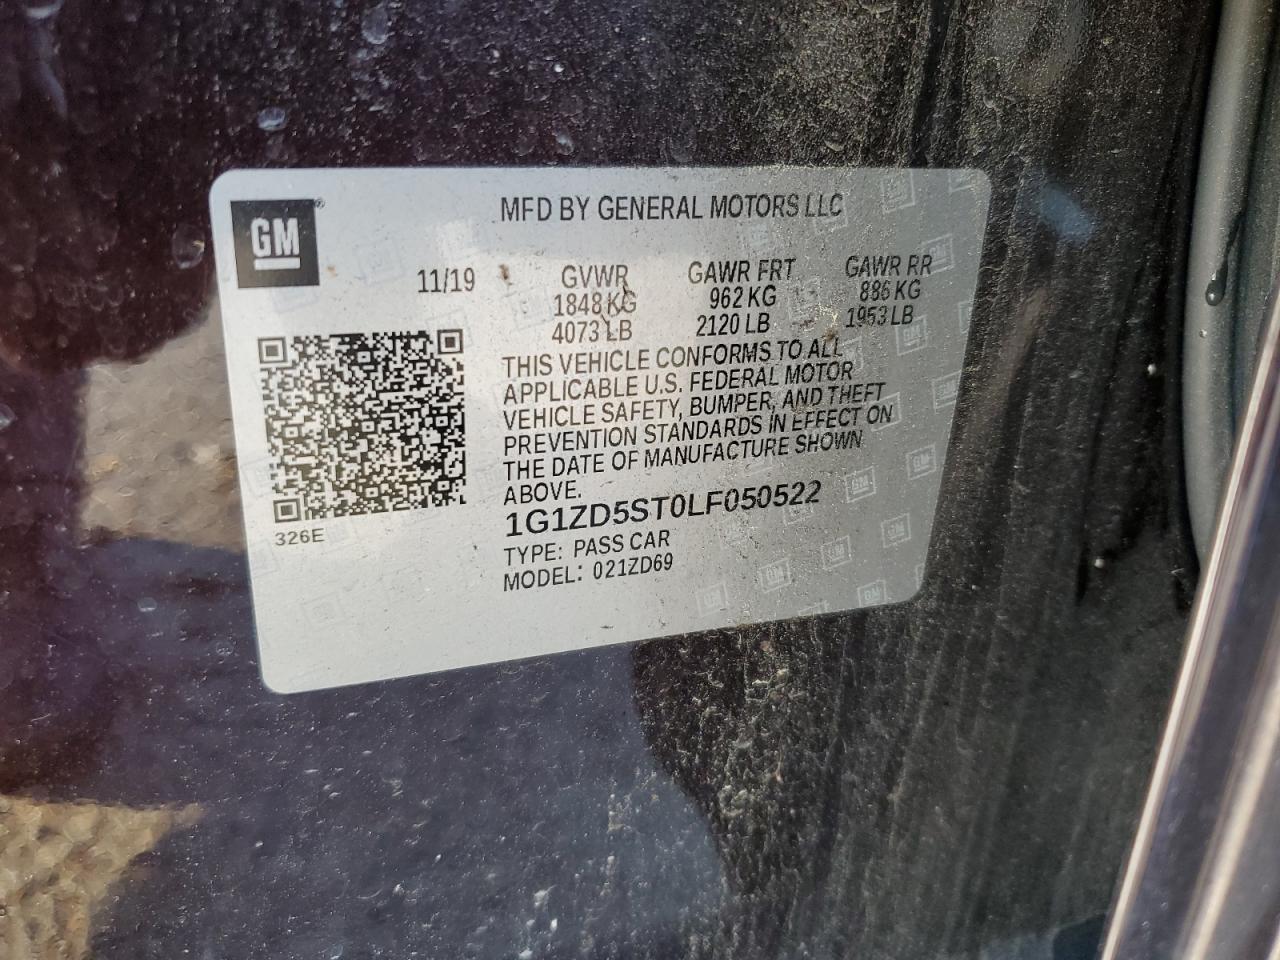 GM®
MFD BY GENERAL MOTORS LLC
11/19 GVWR GAWR FRT GAWR RR
1848 KG 962 KG 886 KG
4073 LB 2120 LB 1953 LB
THIS VEHICLE CONFORMS TO ALL
APPLICABLE U.S. FEDERAL MOTOR
VEHICLE SAFETY, BUMPER, AND THEFT
PREVENTION STANDARDS IN EFFECT ON
THE DATE OF MANUFACTURE SHOWN
ABOVE.
1G1ZD5ST0LF050522
326E
TYPE: PASS CAR
MODEL: 021ZD69